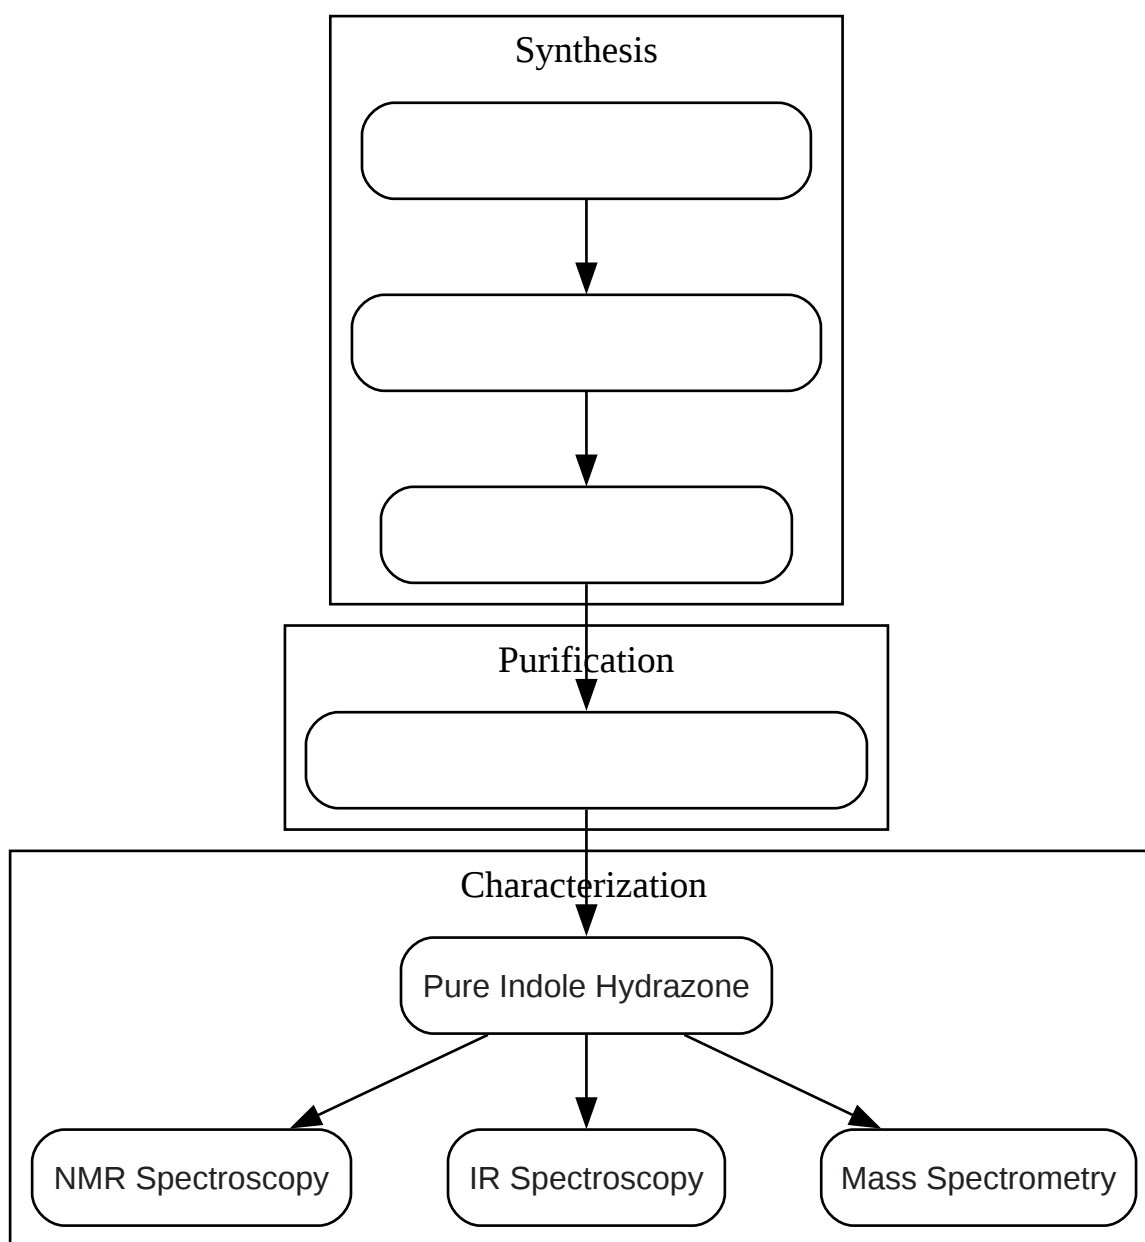 Synthesis
Purification
Characterization
Pure Indole Hydrazone
NMR Spectroscopy
IR Spectroscopy
Mass Spectrometry